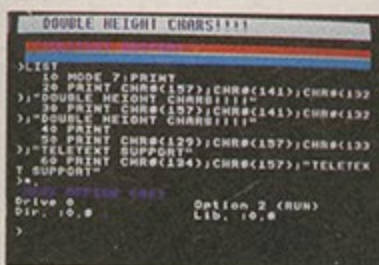 DOUBLE HEIGHT CHARS!!!!
>LIST
10 MODE 7:PRINT
20 PRINT CHR$(157);CHR$(141);CHR$(132
);"DOUBLE HEIGHT CHARS!!!!"
30 PRINT CHR$(157);CHR$(141);CHR$(132
);"DOUBLE HEIGHT CHARS!!!!"
40 PRINT
50 PRINT CHR$(129);CHR$(157);CHR$(133
);"TELETEXT SUPPORT"
60 PRINT CHR$(134);CHR$(157);"TELETEX
T SUPPORT"
>*.
Drive 0 Option 2 (RUN)
Dir. :0.$ Lib. :0.$
>